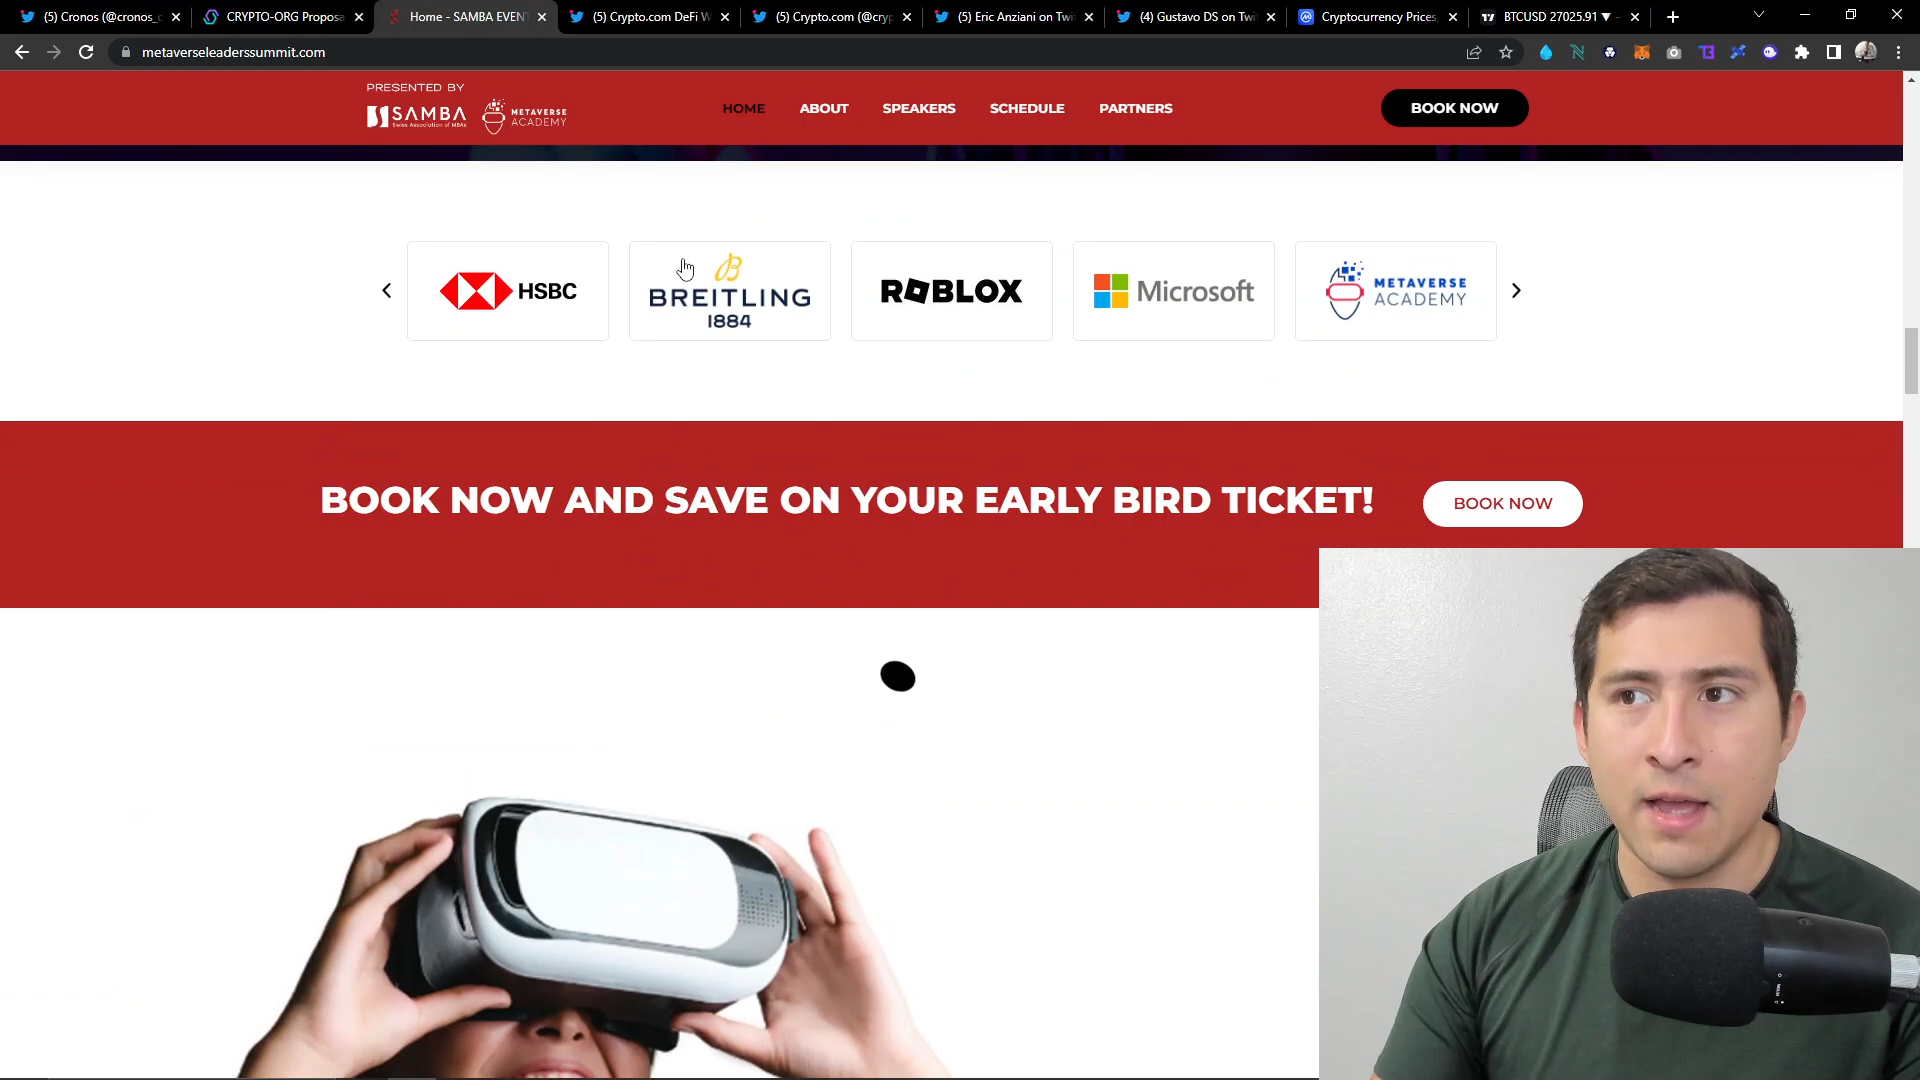 (5) Cronos (@cronos_c
CRYPTO-ORG Proposa
Home - SAMBA EVEN
(5) Crypto.com DeFi W
(5) Crypto.com (@cryp
(5) Eric Anziani on Twi
(4) Gustavo DS on Twi
Cryptocurrency Prices,
BTCUSD 27025.91 ▼ −
metaverseleaderssummit.com
PRESENTED BY
SAMBA
Swiss Association of MBAs
METAVERSE
ACADEMY
HOME
ABOUT
SPEAKERS
SCHEDULE
PARTNERS
BOOK NOW
HSBC
B
BREITLING
1884
ROBLOX
Microsoft
METAVERSE
ACADEMY
BOOK NOW AND SAVE ON YOUR EARLY BIRD TICKET!
BOOK NOW